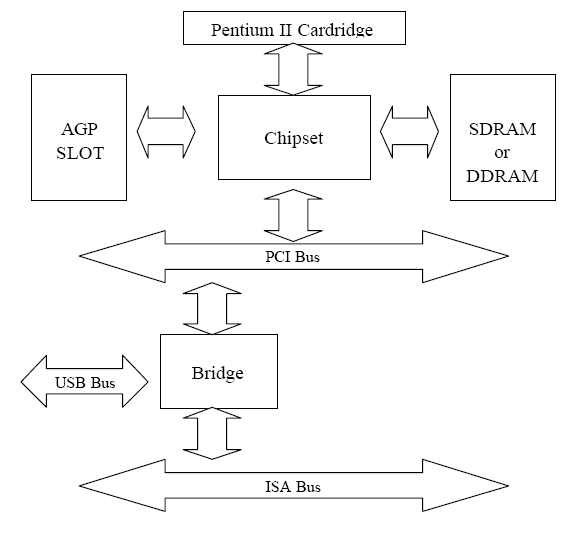 Pentium II Cardridge
AGP
SLOT
Chipset
SDRAM
or
DDRAM
PCI Bus
USB Bus
Bridge
ISA Bus